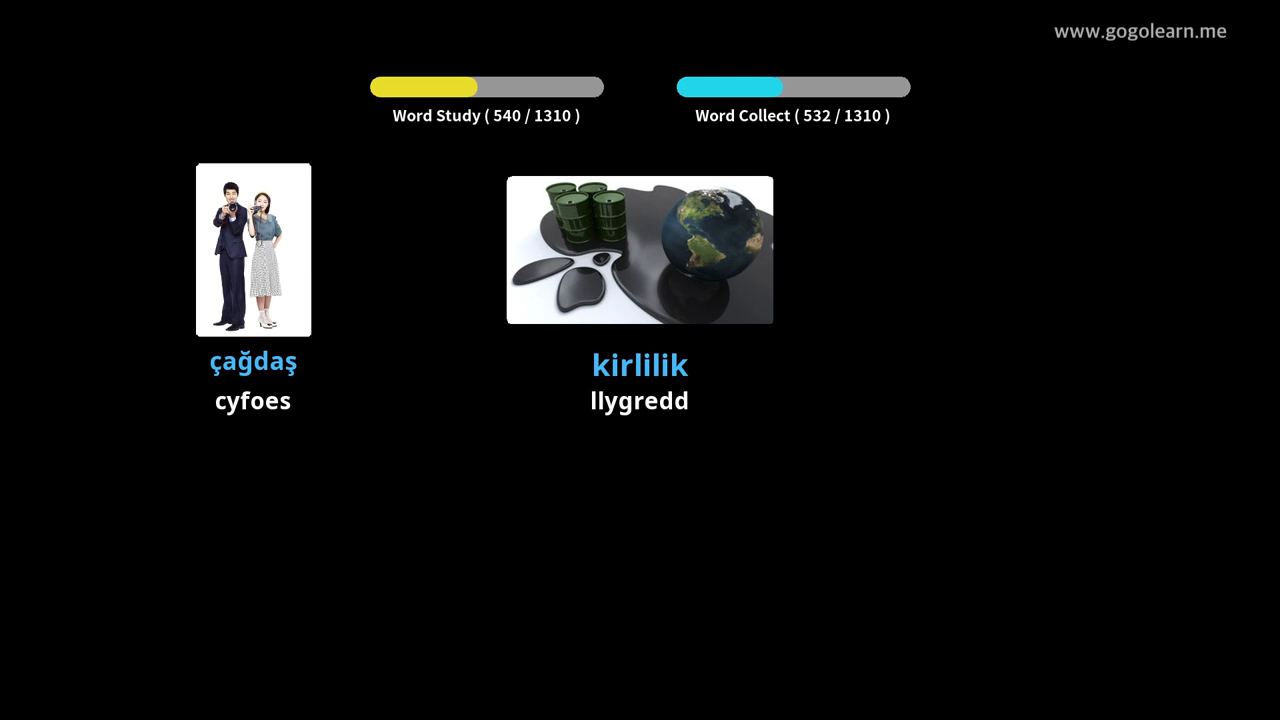 www.gogolearn.me
Word Study ( 540 / 1310 )
Word Collect ( 532 / 1310 )
çağdaş
cyfoes
kirlilik
llygredd